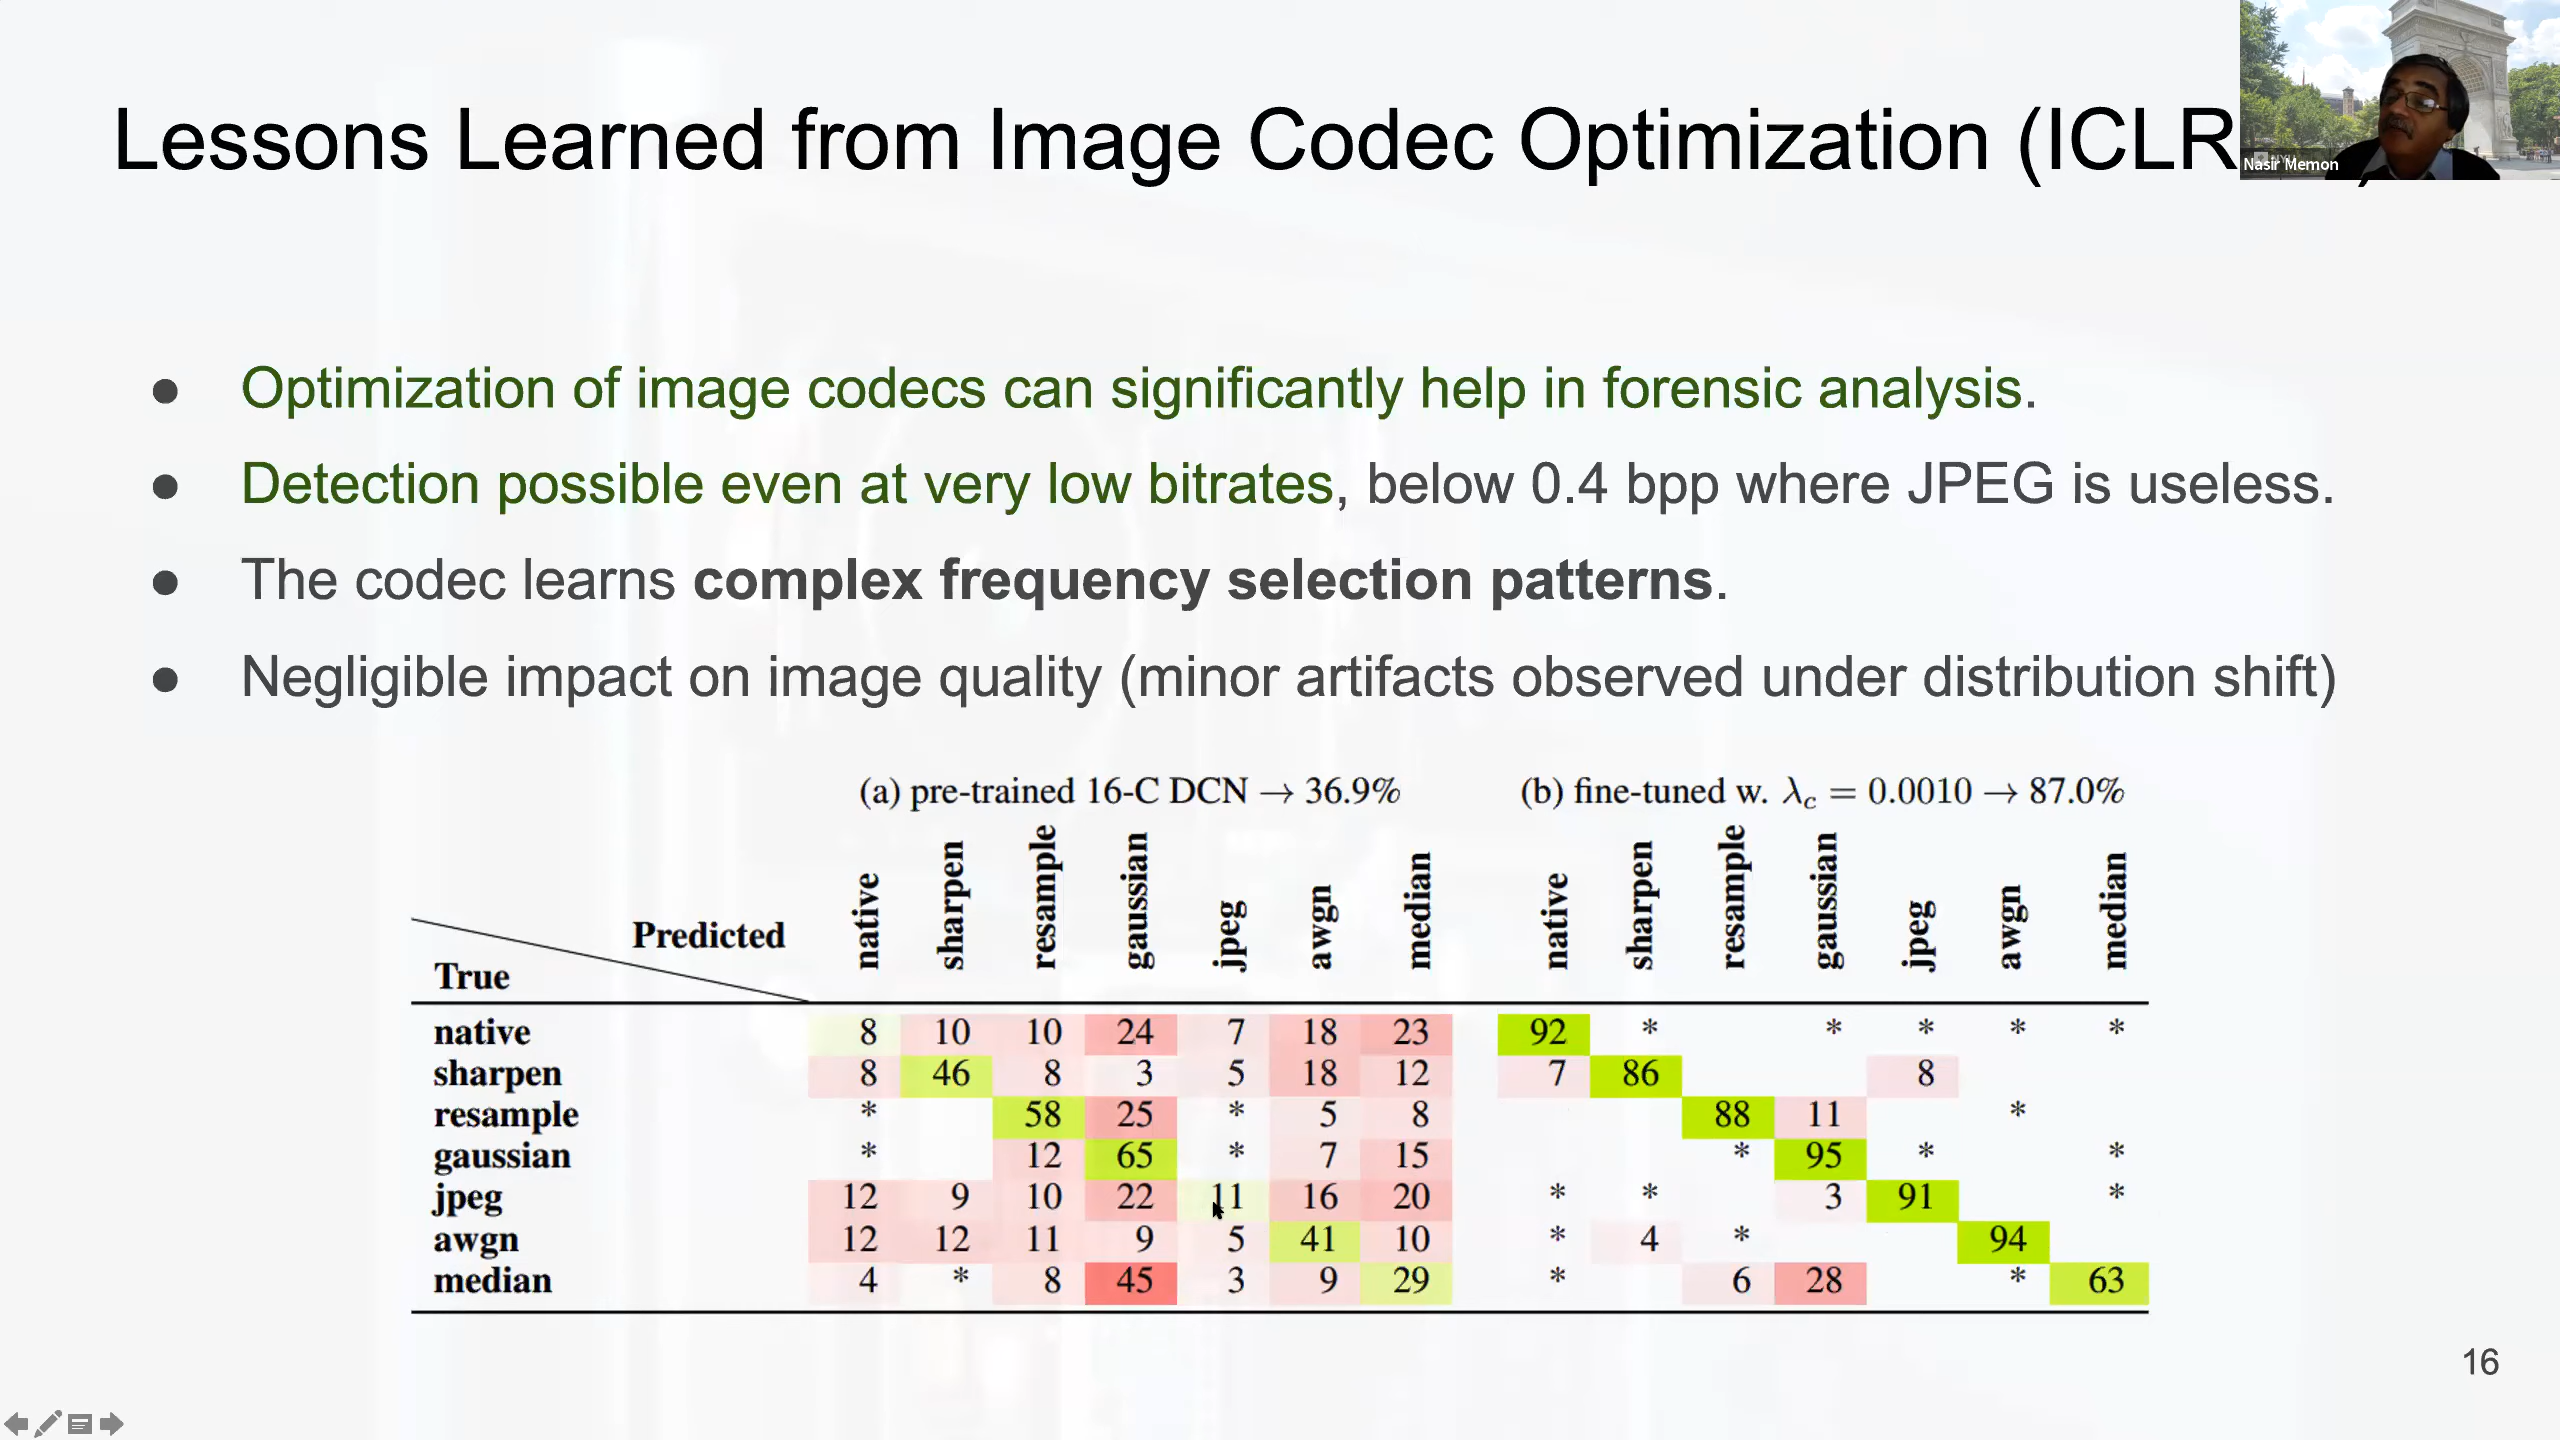 Lessons Learned from Image Codec Optimization (ICLR
Nasir Memon
● Optimization of image codecs can significantly help in forensic analysis.
● Detection possible even at very low bitrates, below 0.4 bpp where JPEG is useless.
● The codec learns complex frequency selection patterns.
● Negligible impact on image quality (minor artifacts observed under distribution shift)
(a) pre-trained 16-C DCN → 36.9% (b) fine-tuned w. λc = 0.0010 → 87.0%
Predicted native sharpen resample gaussian jpeg awgn median native sharpen resample gaussian jpeg awgn median
True
native 8 10 10 24 7 18 23 92 * * * * *
sharpen 8 46 8 3 5 18 12 7 86 8
resample * 58 25 * 5 8 88 11 *
gaussian * 12 65 * 7 15 * 95 * *
jpeg 12 9 10 22 11 16 20 * * 3 91 *
awgn 12 12 11 9 5 41 10 * 4 * 94
median 4 * 8 45 3 9 29 * 6 28 * 63
16